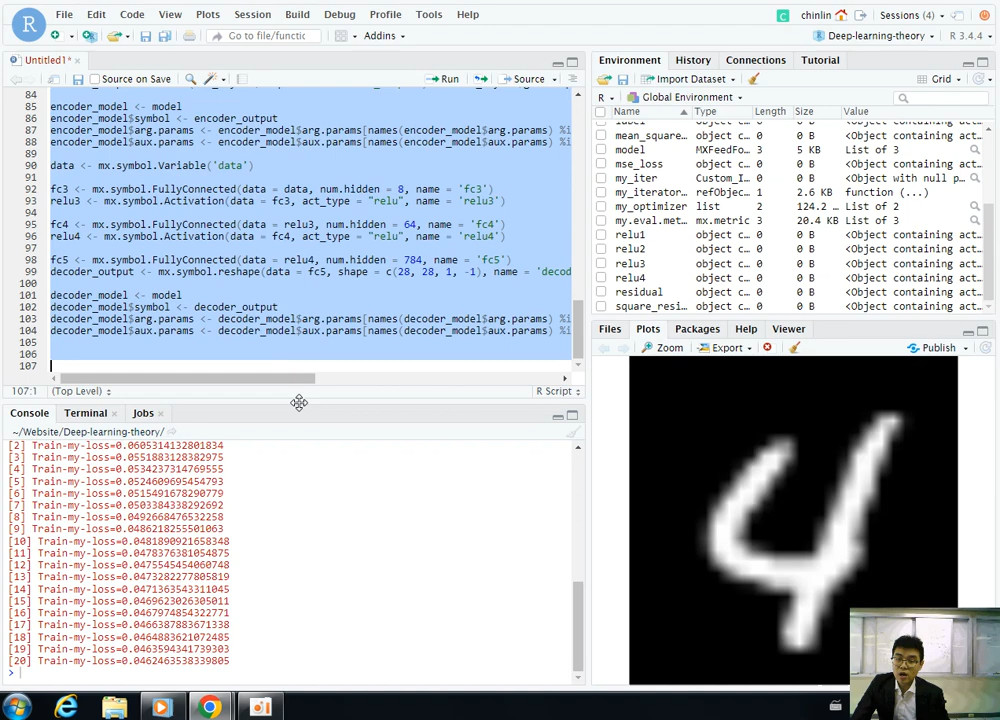 File Edit Code View Plots Session Build Debug Profile Tools Help
chinlin Sessions (4)
Go to file/functic Addins
Deep-learning-theory R 3.4.4
Untitled1* ×
Source on Save Run Source
84
85
86 encoder_model <- model
encoder_model$symbol <- encoder_output
87 encoder_model$arg.params <- encoder_model$arg.params[names(encoder_model$arg.params) %i
88 encoder_model$aux.params <- encoder_model$aux.params[names(encoder_model$aux.params) %i
89
90 data <- mx.symbol.Variable('data')
91
92 fc3 <- mx.symbol.FullyConnected(data = data, num.hidden = 8, name = 'fc3')
93 relu3 <- mx.symbol.Activation(data = fc3, act_type = "relu", name = 'relu3')
94
95 fc4 <- mx.symbol.FullyConnected(data = relu3, num.hidden = 64, name = 'fc4')
96 relu4 <- mx.symbol.Activation(data = fc4, act_type = "relu", name = 'relu4')
97
98 fc5 <- mx.symbol.FullyConnected(data = relu4, num.hidden = 784, name = 'fc5')
99 decoder_output <- mx.symbol.reshape(data = fc5, shape = c(28, 28, 1, -1), name = 'decod
100
101 decoder_model <- model
102 decoder_model$symbol <- decoder_output
103 decoder_model$arg.params <- decoder_model$arg.params[names(decoder_model$arg.params) %i
104 decoder_model$aux.params <- decoder_model$aux.params[names(decoder_model$aux.params) %i
105
106
107
107:1 (Top Level) R Script
Console Terminal × Jobs ×
~/Website/Deep-learning-theory/
[2] Train-my-loss=0.0605314132801834
[3] Train-my-loss=0.0551883128382975
[4] Train-my-loss=0.0534237314769555
[5] Train-my-loss=0.0524609695454793
[6] Train-my-loss=0.0515491678290779
[7] Train-my-loss=0.0503384338292692
[8] Train-my-loss=0.0492668476532258
[9] Train-my-loss=0.0486218255501063
[10] Train-my-loss=0.0481890921658348
[11] Train-my-loss=0.0478376381054875
[12] Train-my-loss=0.0475545454060748
[13] Train-my-loss=0.0473282277805819
[14] Train-my-loss=0.0471363543311045
[15] Train-my-loss=0.0469623026305011
[16] Train-my-loss=0.0467974854322771
[17] Train-my-loss=0.0466387883671338
[18] Train-my-loss=0.0464883621072485
[19] Train-my-loss=0.0463594341739303
[20] Train-my-loss=0.0462463538339805
>
Environment History Connections Tutorial
Import Dataset Grid
R Global Environment
Name Type Length Size Value
mean_square… object c… 0 0 B <Object containing act…
model MXFeedFo… 3 5 KB List of 3
mse_loss object c… 0 0 B <Object containing act…
my_iter Custom_I… 0 0 B <Object with null p…
my_iterator… refObjec… 1 2.6 KB function (...)
my_optimizer list 2 124.2 … List of 2
my.eval.met… mx.metric 3 20.4 KB List of 3
relu1 object c… 0 0 B <Object containing act…
relu2 object c… 0 0 B <Object containing act…
relu3 object c… 0 0 B <Object containing act…
relu4 object c… 0 0 B <Object containing act…
residual object c… 0 0 B <Object containing act…
square_resi… object c… 0 0 B <Object containing act…
Files Plots Packages Help Viewer
Zoom Export Publish
4